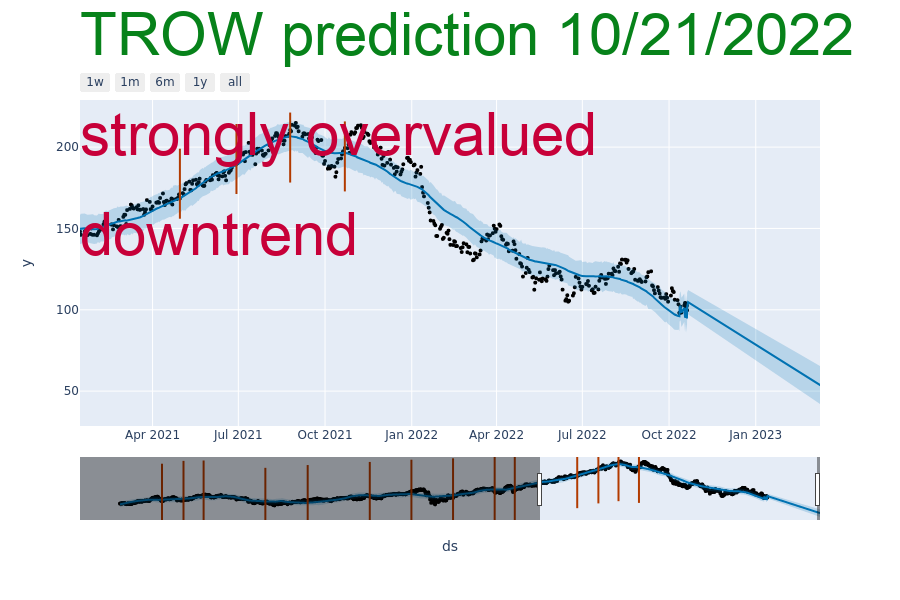 TROW prediction 10/21/2022
1w 1m 6m 1y all
strongly overvalued
200
downtrend
150
y
100
50
Apr 2021 Jul 2021 Oct 2021 Jan 2022 Apr 2022 Jul 2022 Oct 2022 Jan 2023
ds